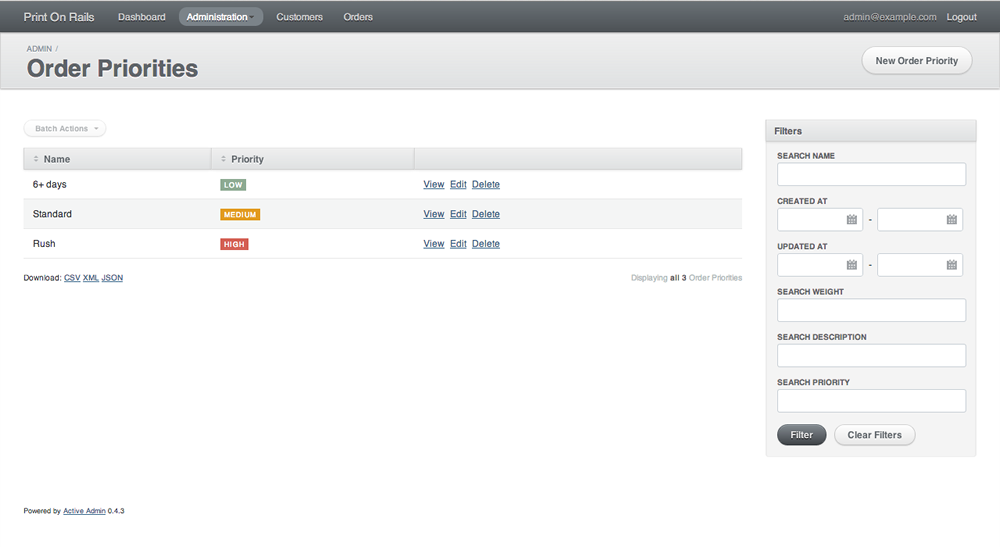 Print On Rails Dashboard Administration Customers Orders admin@example.com Logout
ADMIN /
Order Priorities
New Order Priority
Batch Actions
Name Priority
6+ days LOW View Edit Delete
Standard MEDIUM View Edit Delete
Rush HIGH View Edit Delete
Download: CSV XML JSON
Displaying all 3 Order Priorities
Filters
SEARCH NAME
CREATED AT
-
UPDATED AT
-
SEARCH WEIGHT
SEARCH DESCRIPTION
SEARCH PRIORITY
Filter Clear Filters
Powered by Active Admin 0.4.3